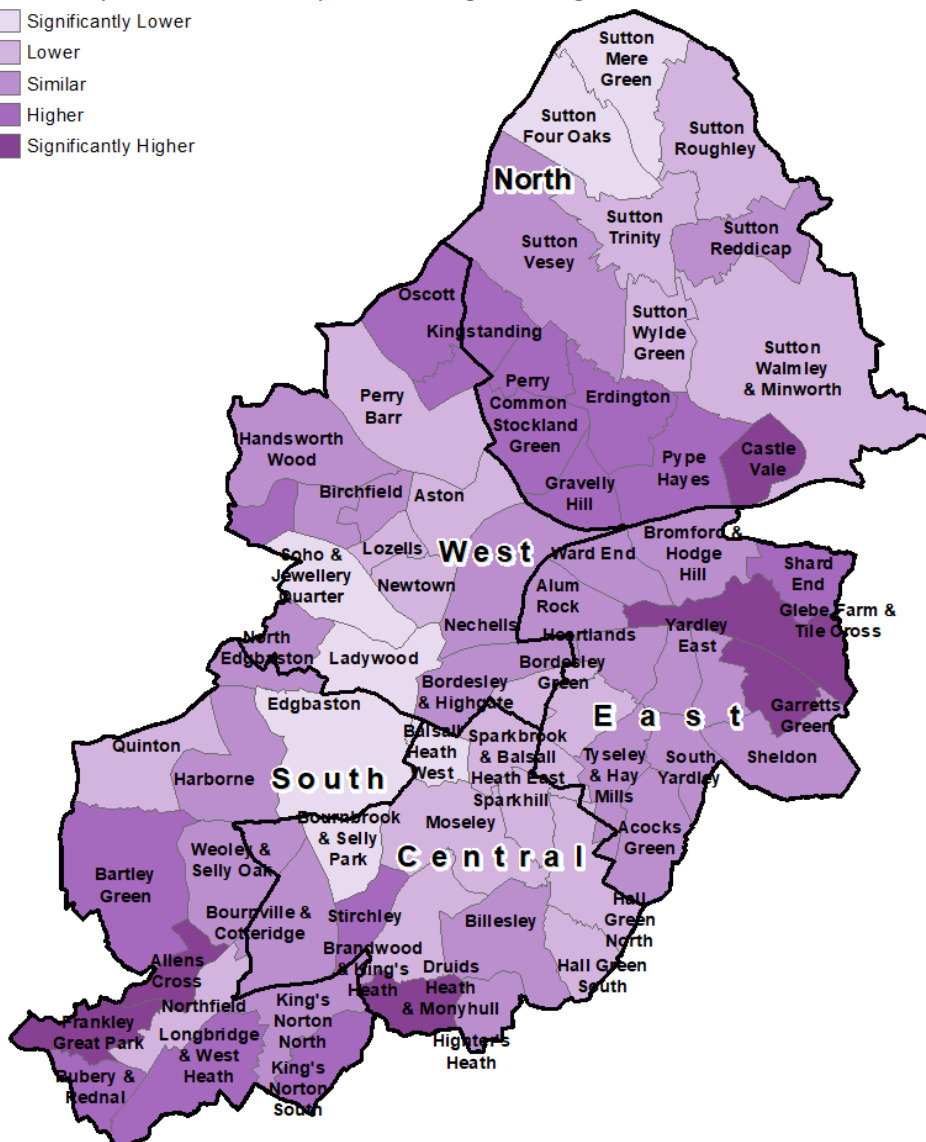 Significantly Lower
Lower
Similar
Higher
Significantly Higher
Sutton
Mere
Green
Sutton
Four Oaks
Sutton
Roughley
North
Sutton
Trinity
Sutton
Reddicap
Sutton
Vesey
Oscott
Kingstanding
Sutton
Wylde
Green
Sutton
Walmley
& Minworth
Perry
Barr
Perry
Common
Stockland
Green
Erdington
Handsworth
Wood
Castle
Vale
Pype
Hayes
Gravelly
Hill
Birchfield
Aston
Bromford &
Hodge
Hill
Soho &
Jewellery
Quarter
Lozells
West
Ward End
Shard
End
Newtown
Alum
Rock
Glebe Farm &
Tile Cross
Nechells
Heartlands
Yardley
East
North
Edgbaston
Ladywood
Bordesley
Green
Bordesley
& Highgate
Edgbaston
East
Garretts
Green
Quinton
Balsall
Heath
West
Sparkbrook
& Balsall
Heath East
Tyseley
& Hay
Mills
South
Yardley
Sheldon
Harborne
South
Sparkhill
Bournbrook
& Selly
Park
Moseley
Acocks
Green
Central
Weoley &
Selly Oak
Bartley
Green
Hall
Green
North
Bournville &
Cotteridge
Stirchley
Billesley
Brandwood
& King's
Heath
Allens
Cross
Druids
Heath
& Monyhull
Hall Green
South
Northfield
King's
Norton
North
Frankley
Great Park
Longbridge
& West
Heath
Highter's
Heath
Rubery &
Rednal
King's
Norton
South